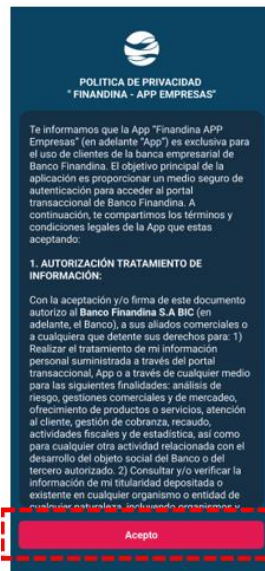 POLITICA DE PRIVACIDAD
" FINANDINA - APP EMPRESAS"
Te informamos que la App "Finandina APP
Empresas" (en adelante "App") es exclusiva para
el uso de clientes de la banca empresarial de
Banco Finandina. El objetivo principal de la
aplicación es proporcionar un medio seguro de
autenticación para acceder al portal
transaccional de Banco Finandina. A
continuación, te compartimos los términos y
condiciones legales de la App que estas
aceptando:
1. AUTORIZACIÓN TRATAMIENTO DE
INFORMACIÓN:
Con la aceptación y/o firma de este documento
autorizo al Banco Finandina S.A BIC (en
adelante, el Banco), a sus aliados comerciales o
a cualquiera que detente sus derechos para: 1)
Realizar el tratamiento de mi información
personal suministrada a través del portal
transaccional, App o a través de cualquier medio
para las siguientes finalidades: análisis de
riesgo, gestiones comerciales y de mercadeo,
ofrecimiento de productos o servicios, atención
al cliente, gestión de cobranza, recaudo,
actividades fiscales y de estadística, así como
para cualquier otra actividad relacionada con el
desarrollo del objeto social del Banco o del
tercero autorizado. 2) Consultar y/o verificar la
información de mi titularidad depositada o
existente en cualquier organismo o entidad de
cualquier naturaleza, incluyendo organismos y
Acepto